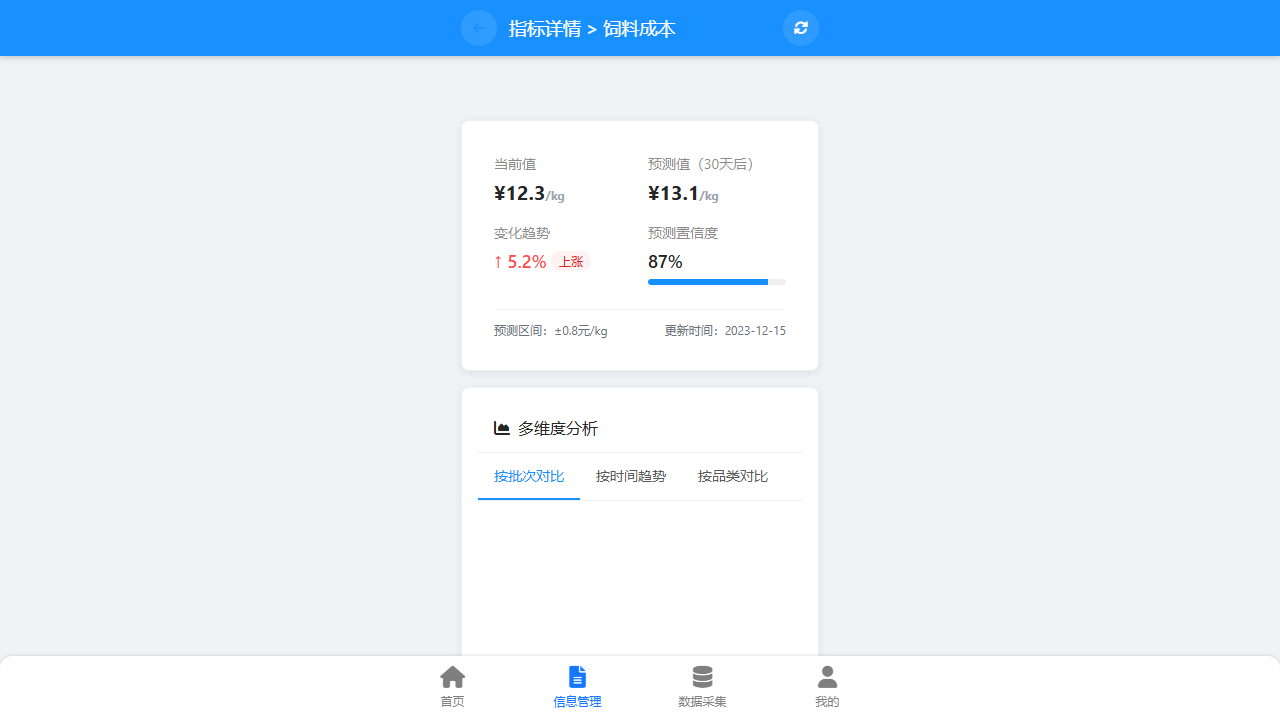 指标详情 > 饲料成本
当前值
¥12.3/kg
预测值（30天后）
¥13.1/kg
变化趋势
↑ 5.2% 上涨
预测置信度
87%
预测区间：±0.8元/kg
更新时间：2023-12-15
多维度分析
按批次对比
按时间趋势
按品类对比
首页
信息管理
数据采集
我的